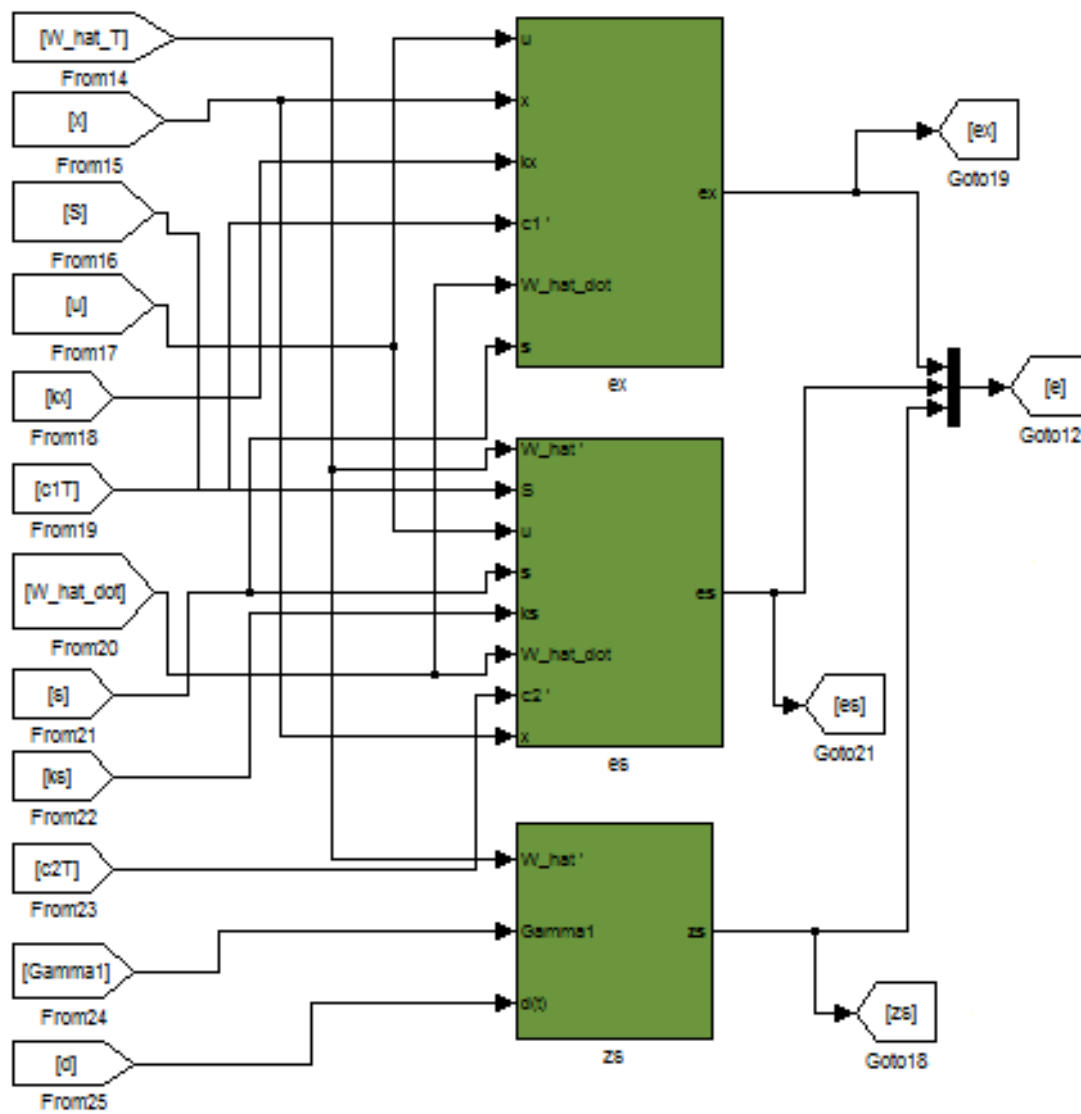 [W_hat_T]
From14
[x]
From15
[S]
From16
[u]
From17
[kx]
From18
[c1T]
From19
[W_hat_dot]
From20
[s]
From21
[ks]
From22
[c2T]
From23
[Gamma1]
From24
[d]
From25
u
x
kx
c1 '
W_hat_dot
s
ex
ex
W_hat '
S
u
s
ks
W_hat_dot
c2 '
x
es
es
W_hat '
Gamma1
d(t)
zs
zs
[ex]
Goto19
[e]
Goto12
[es]
Goto21
[zs]
Goto18